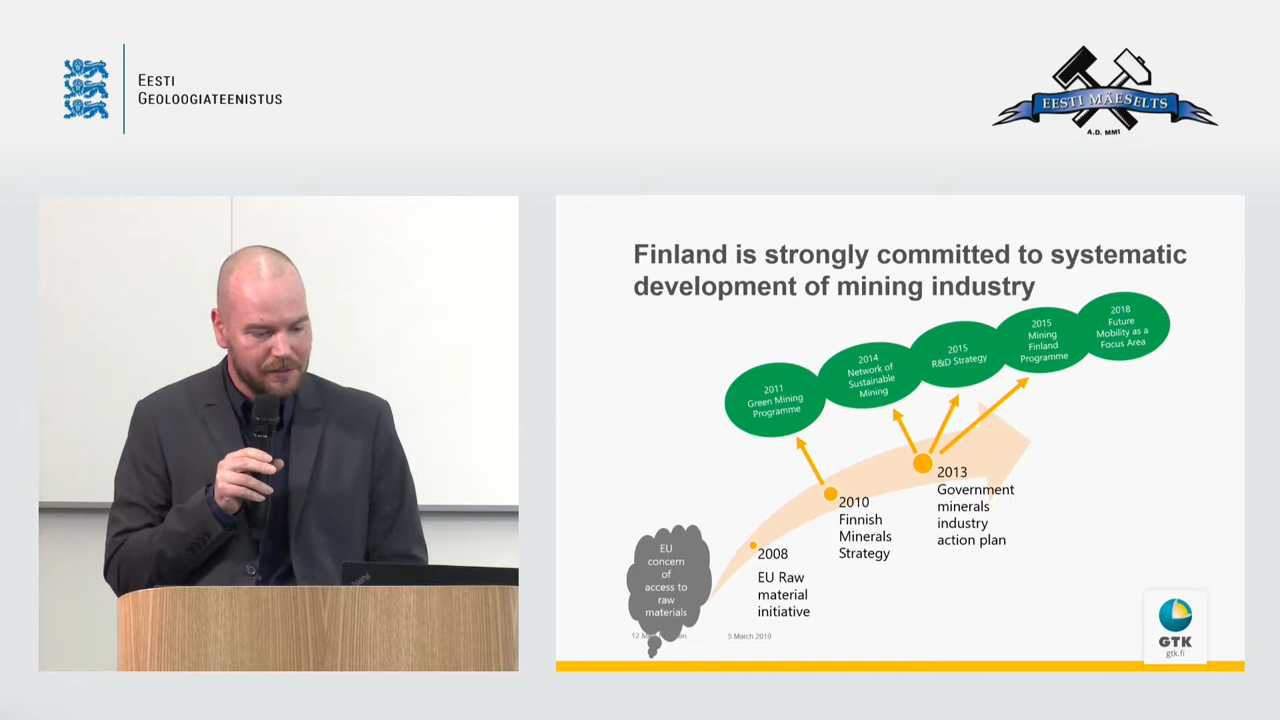 EESTI
GEOLOOGIATEENISTUS
EESTI MÄESELTS
A.D. MMI
Finland is strongly committed to systematic
development of mining industry
2011
Green Mining
Programme
2014
Network of
Sustainable
Mining
2015
R&D Strategy
2015
Mining
Finland
Programme
2018
Future
Mobility as a
Focus Area
EU
concern
of
access to
raw
materials
2008
EU Raw
material
initiative
2010
Finnish
Minerals
Strategy
2013
Government
minerals
industry
action plan
12
5 March 2019
GTK
gtk.fi